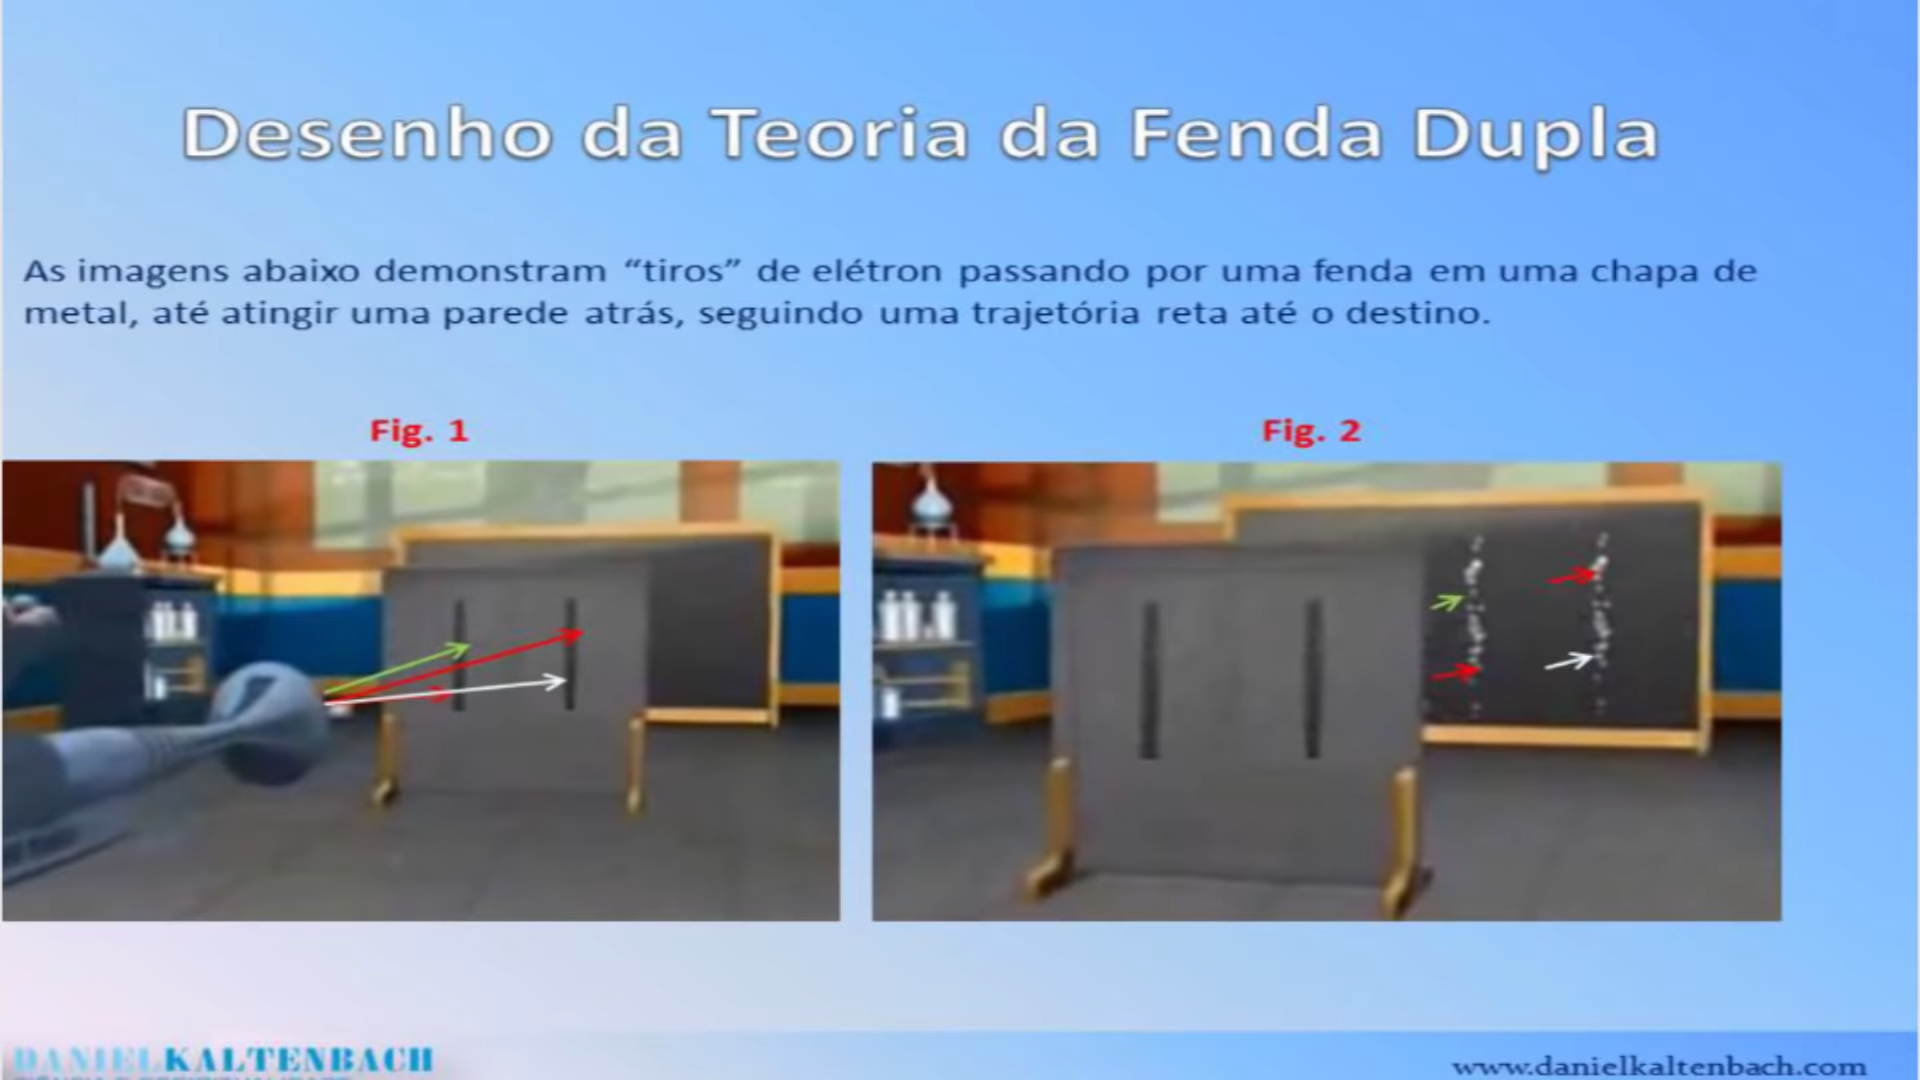 Desenho da Teoria da Fenda Dupla
As imagens abaixo demonstram “tiros” de elétron passando por uma fenda em uma chapa de
metal, até atingir uma parede atrás, seguindo uma trajetória reta até o destino.
Fig. 1
Fig. 2
DANIELKALTENBACH
www.danielkaltenbach.com